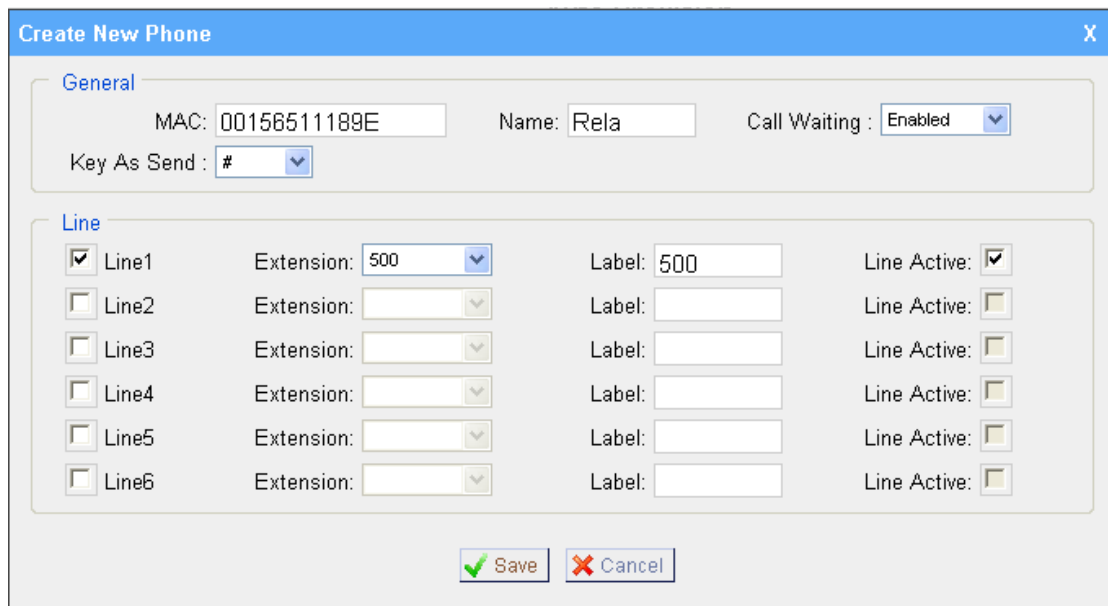 Create New Phone X
General
MAC: 00156511189E Name: Rela Call Waiting : Enabled
Key As Send : #
Line
Line1 Extension: 500 Label: 500 Line Active:
Line2 Extension: Label: Line Active:
Line3 Extension: Label: Line Active:
Line4 Extension: Label: Line Active:
Line5 Extension: Label: Line Active:
Line6 Extension: Label: Line Active:
Save Cancel